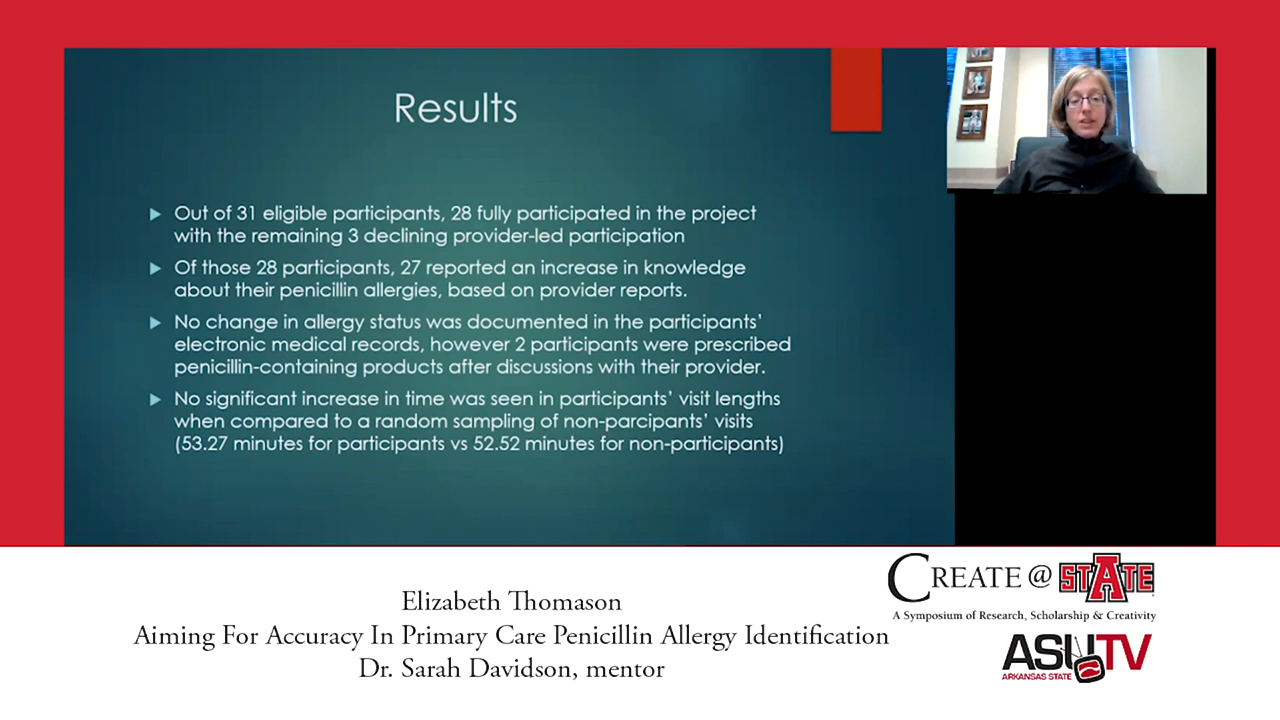 Results
Out of 31 eligible participants, 28 fully participated in the project
with the remaining 3 declining provider-led participation
Of those 28 participants, 27 reported an increase in knowledge
about their penicillin allergies, based on provider reports.
No change in allergy status was documented in the participants'
electronic medical records, however 2 participants were prescribed
penicillin-containing products after discussions with their provider.
No significant increase in time was seen in participants' visit lengths
when compared to a random sampling of non-parcipants' visits
(53.27 minutes for participants vs 52.52 minutes for non-participants)
Elizabeth Thomason
Aiming For Accuracy In Primary Care Penicillin Allergy Identification
Dr. Sarah Davidson, mentor
CREATE @ STATE
A Symposium of Research, Scholarship & Creativity
ASUTV
ARKANSAS STATE